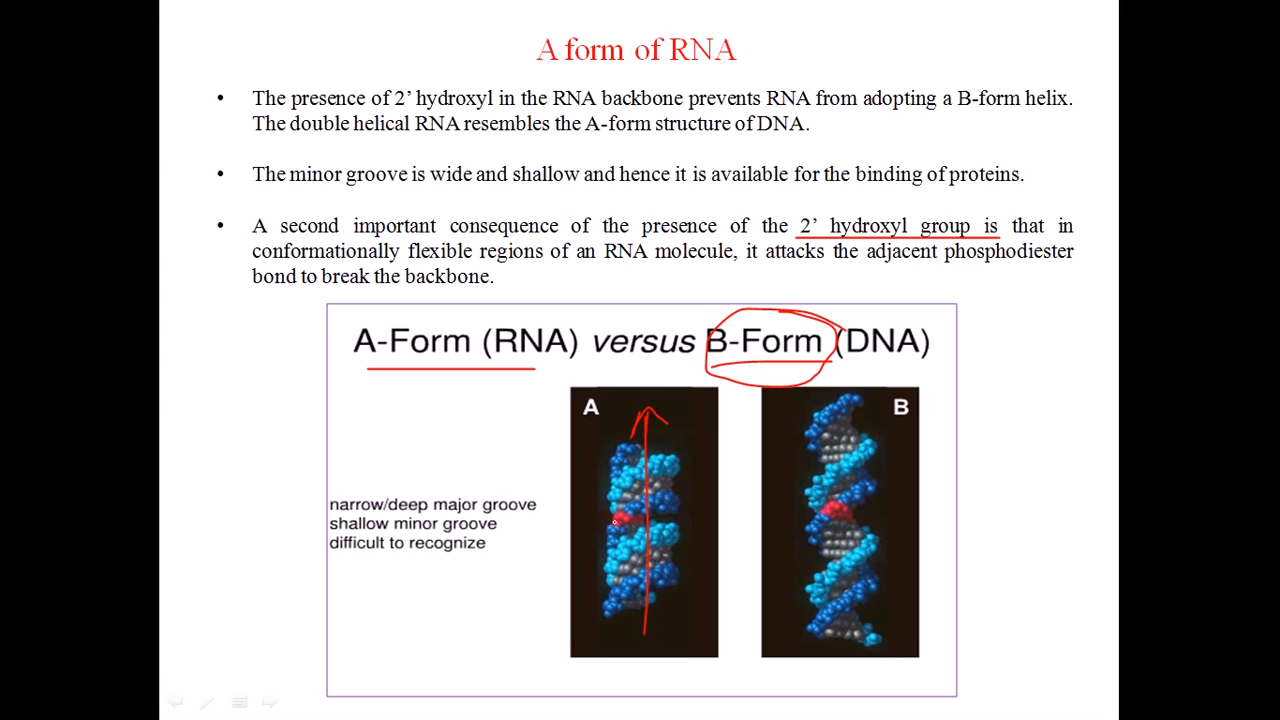 A form of RNA
• The presence of 2’ hydroxyl in the RNA backbone prevents RNA from adopting a B-form helix.
The double helical RNA resembles the A-form structure of DNA.
• The minor groove is wide and shallow and hence it is available for the binding of proteins.
• A second important consequence of the presence of the 2’ hydroxyl group is that in
conformationally flexible regions of an RNA molecule, it attacks the adjacent phosphodiester
bond to break the backbone.
A-Form (RNA) versus B-Form (DNA)
A
B
narrow/deep major groove
shallow minor groove
difficult to recognize